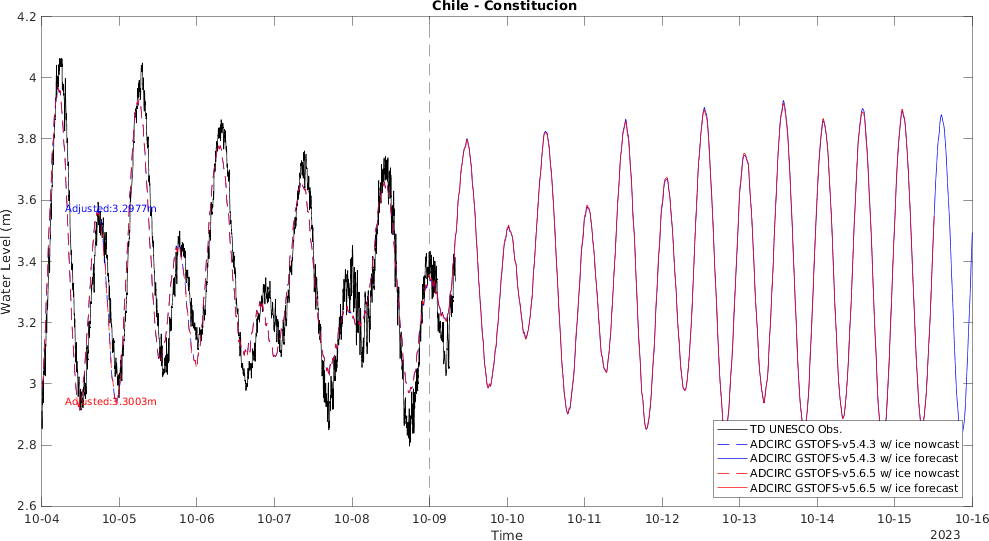 Chile - Constitucion
4.2
4
3.8
3.6
3.4
3.2
3
2.8
2.6
Water Level (m)
Adjusted:3.2977m
Adjusted:3.3003m
TD UNESCO Obs.
ADCIRC GSTOFS-v5.4.3 w/ ice nowcast
ADCIRC GSTOFS-v5.4.3 w/ ice forecast
ADCIRC GSTOFS-v5.6.5 w/ ice nowcast
ADCIRC GSTOFS-v5.6.5 w/ ice forecast
10-04 10-05 10-06 10-07 10-08 10-09 10-10 10-11 10-12 10-13 10-14 10-15 10-16
Time
2023